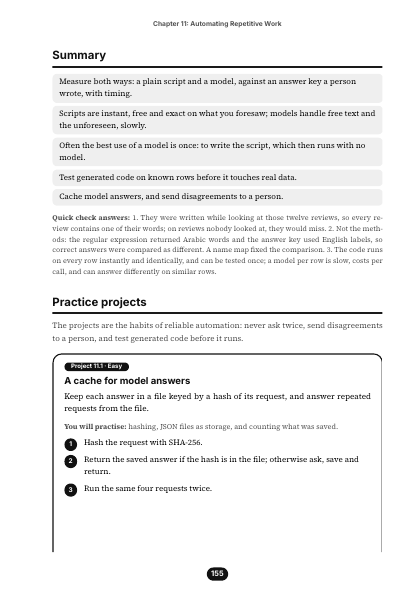 Chapter 11: Automating Repetitive Work
Summary
Measure both ways: a plain script and a model, against an answer key a person
wrote, with timing.
Scripts are instant, free and exact on what you foresaw; models handle free text and
the unforeseen, slowly.
Often the best use of a model is once: to write the script, which then runs with no
model.
Test generated code on known rows before it touches real data.
Cache model answers, and send disagreements to a person.
Quick check answers: 1. They were written while looking at those twelve reviews, so every re-
view contains one of their words; on reviews nobody looked at, they would miss. 2. Not the meth-
ods: the regular expression returned Arabic words and the answer key used English labels, so
correct answers were compared as different. A name map fixed the comparison. 3. The code runs
on every row instantly and identically, and can be tested once; a model per row is slow, costs per
call, and can answer differently on similar rows.
Practice projects
The projects are the habits of reliable automation: never ask twice, send disagreements
to a person, and test generated code before it runs.
Project 11.1 · Easy
A cache for model answers
Keep each answer in a file keyed by a hash of its request, and answer repeated
requests from the file.
You will practise: hashing, JSON files as storage, and counting what was saved.
1 Hash the request with SHA-256.
2 Return the saved answer if the hash is in the file; otherwise ask, save and
return.
3 Run the same four requests twice.
155